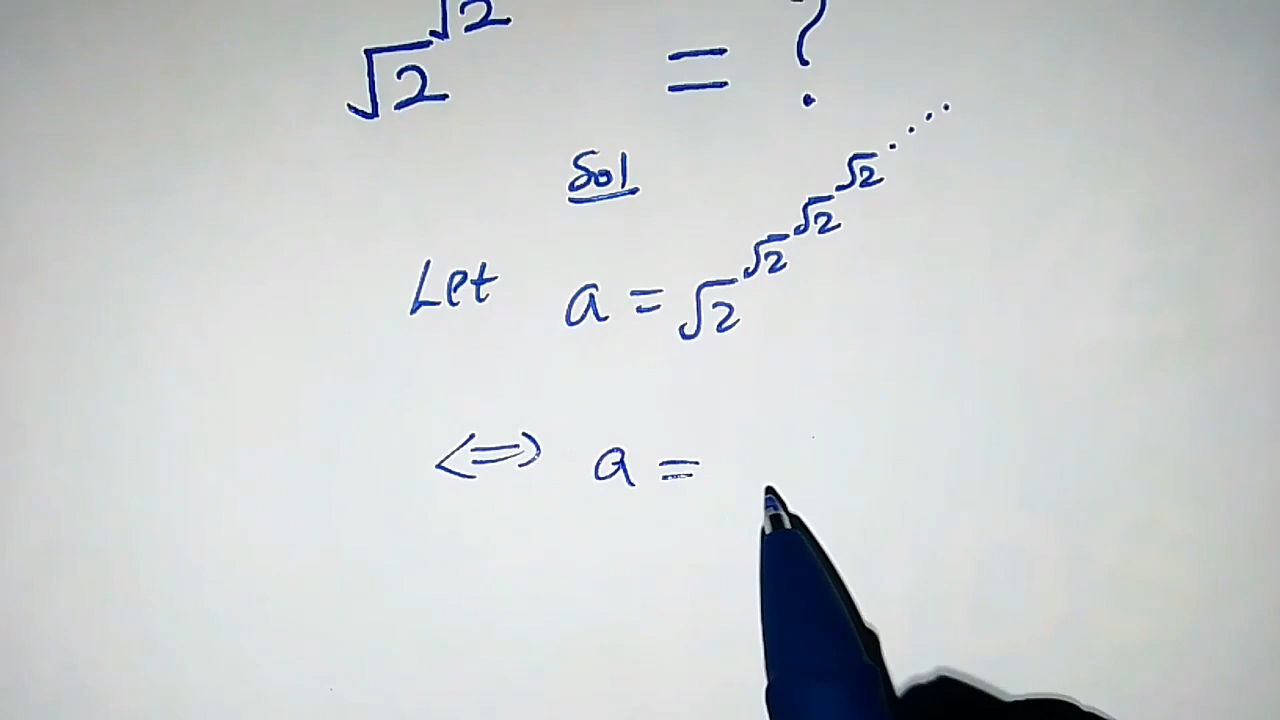 √2^√2 = ?
Sol
Let a = √2^√2^√2^√2^....
<=> a =